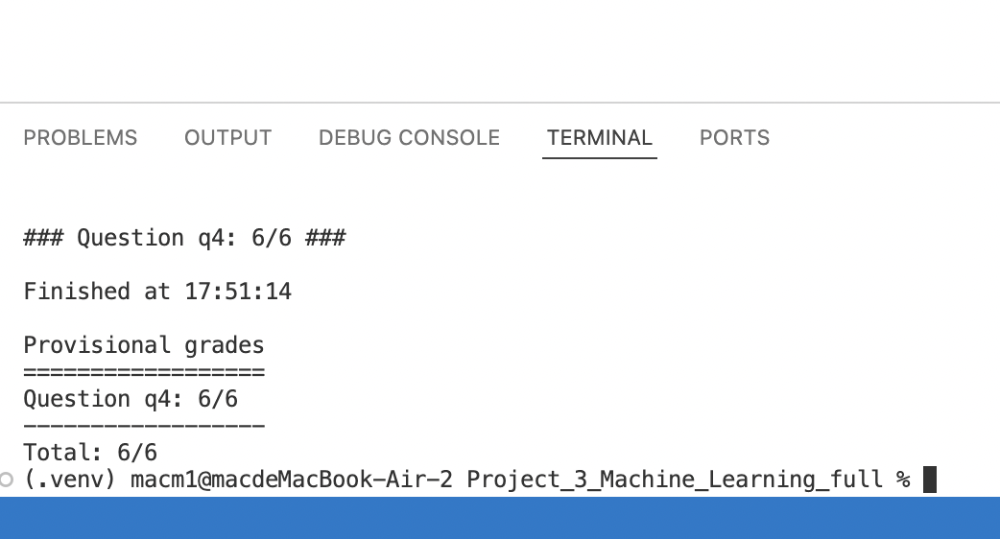 PROBLEMS OUTPUT DEBUG CONSOLE TERMINAL PORTS
### Question q4: 6/6 ###
Finished at 17:51:14
Provisional grades
==================
Question q4: 6/6
------------------
Total: 6/6
(.venv) macm1@macdeMacBook-Air-2 Project_3_Machine_Learning_full %